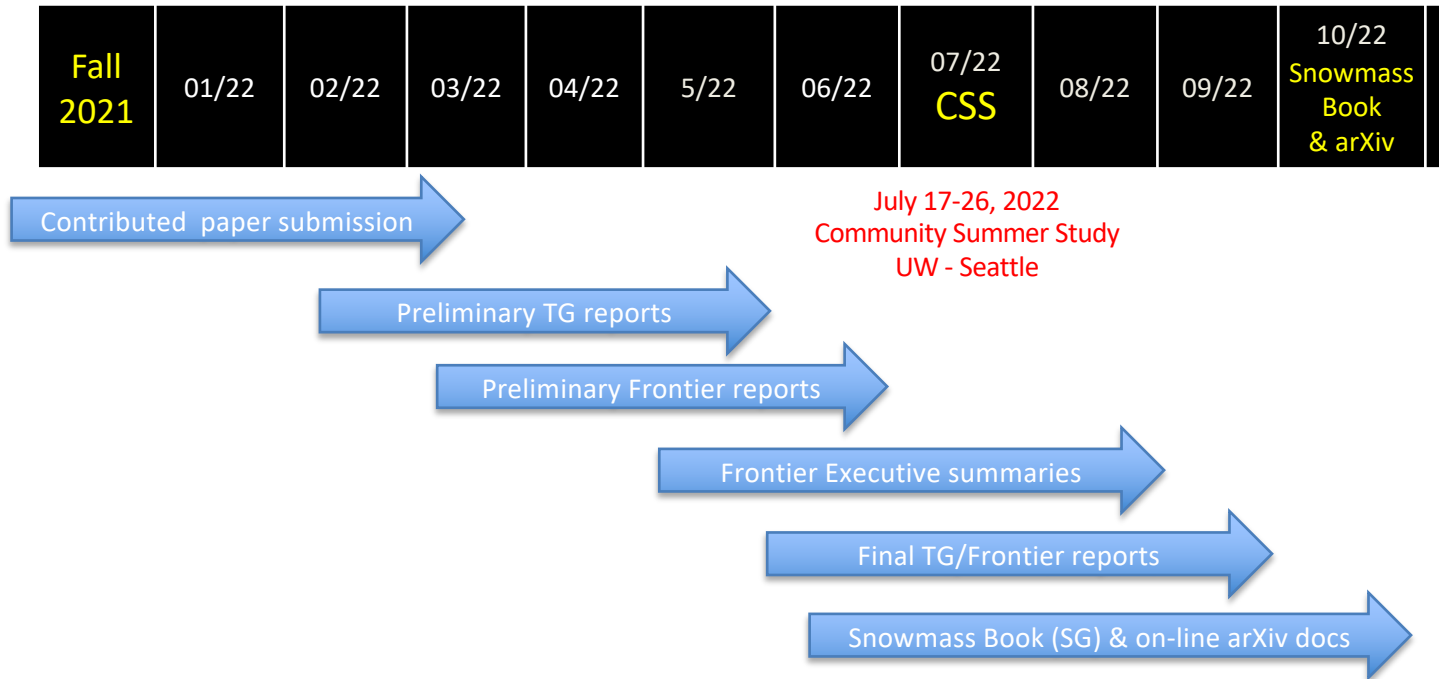 Fall
2021
01/22
02/22
03/22
04/22
5/22
06/22
07/22
CSS
08/22
09/22
10/22
Snowmass
Book
& arXiv
Contributed  paper submission
July 17-26, 2022
Community Summer Study
UW - Seattle
Preliminary TG reports
Preliminary Frontier reports
Frontier Executive summaries
Final TG/Frontier reports
Snowmass Book (SG) & on-line arXiv docs